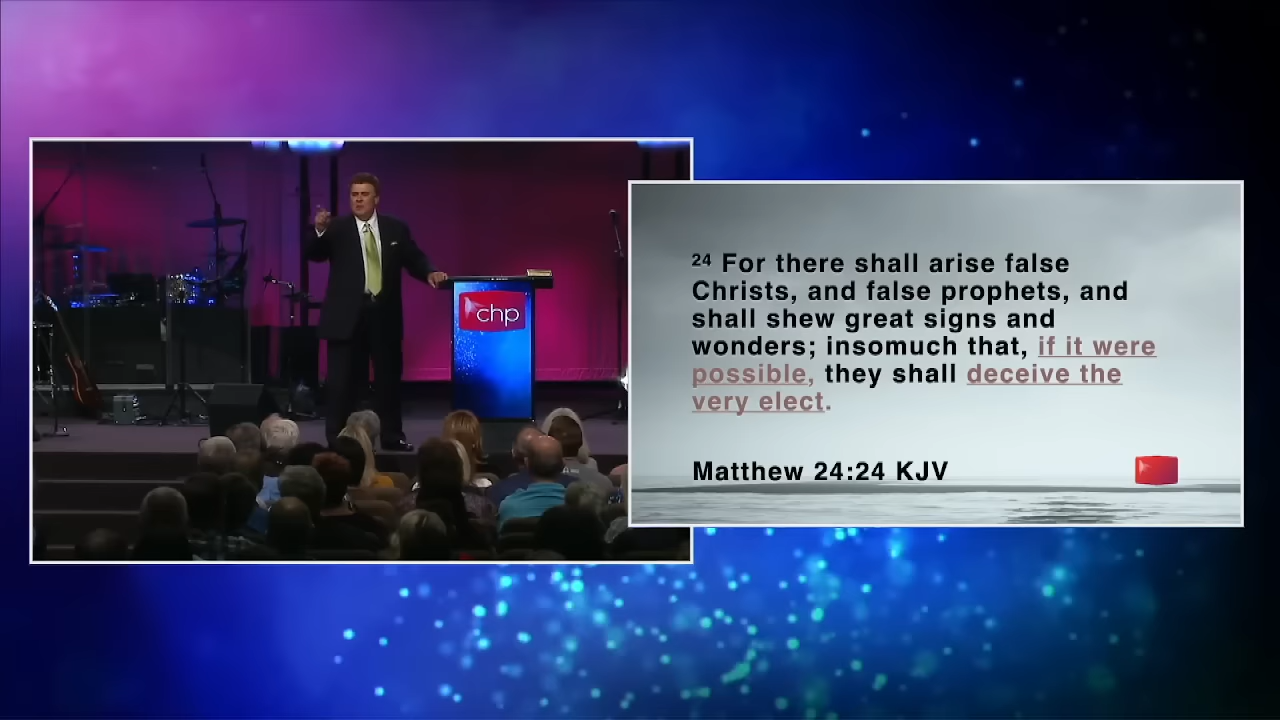 chp
24 For there shall arise false
Christs, and false prophets, and
shall shew great signs and
wonders; insomuch that, if it were
possible, they shall deceive the
very elect.
Matthew 24:24 KJV